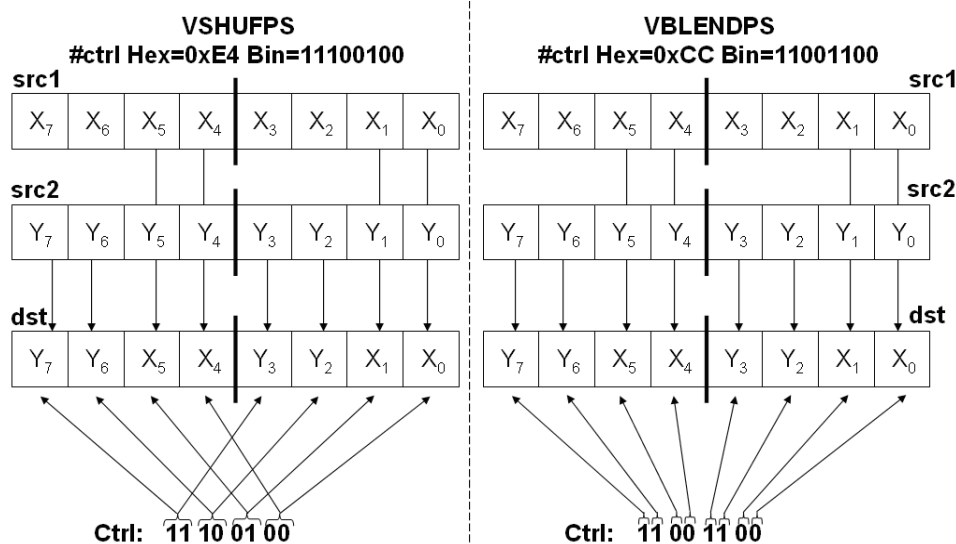 VSHUFPS
#ctrl Hex=0xE4 Bin=11100100
src1
X₇ X₆ X₅ X₄ X₃ X₂ X₁ X₀
src2
Y₇ Y₆ Y₅ Y₄ Y₃ Y₂ Y₁ Y₀
dst
Y₇ Y₆ X₅ X₄ Y₃ Y₂ X₁ X₀
Ctrl: 11 10 01 00
VBLENDPS
#ctrl Hex=0xCC Bin=11001100
src1
X₇ X₆ X₅ X₄ X₃ X₂ X₁ X₀
src2
Y₇ Y₆ Y₅ Y₄ Y₃ Y₂ Y₁ Y₀
dst
Y₇ Y₆ X₅ X₄ Y₃ Y₂ X₁ X₀
Ctrl: 11 00 11 00